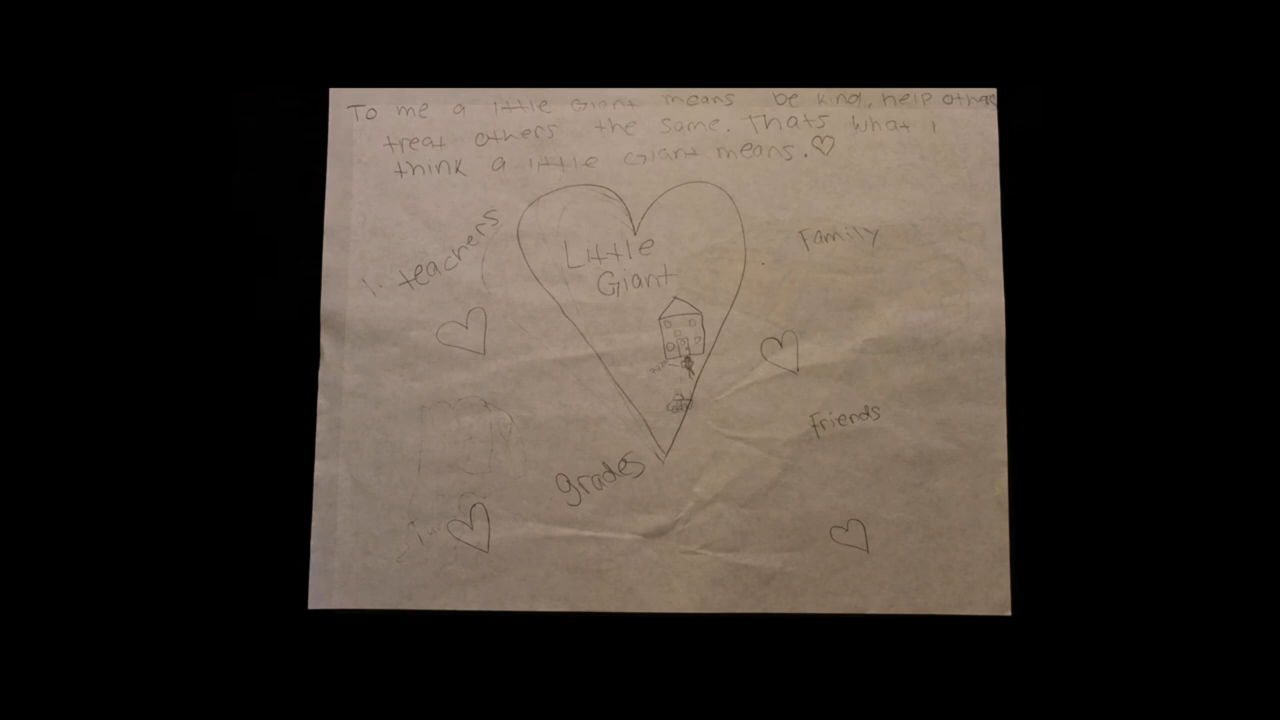 To me a little Giant means be kind, help others
treat others the same. Thats what i
think a little Giant means.
1. teachers
Little
Giant
Family
Friends
grades